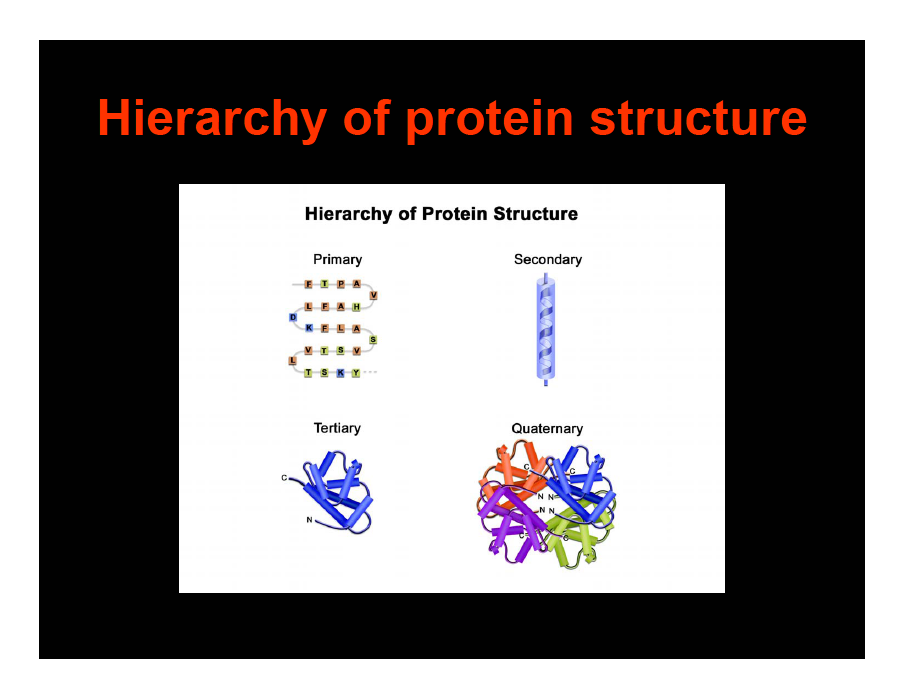 Hierarchy of protein structure
Hierarchy of Protein Structure
Primary
Secondary
F T P A
V
L F A H
D
K F L A
S
V T S V
L
T S K Y
Tertiary
Quaternary
C
N
C
C
N N
N N
C
C